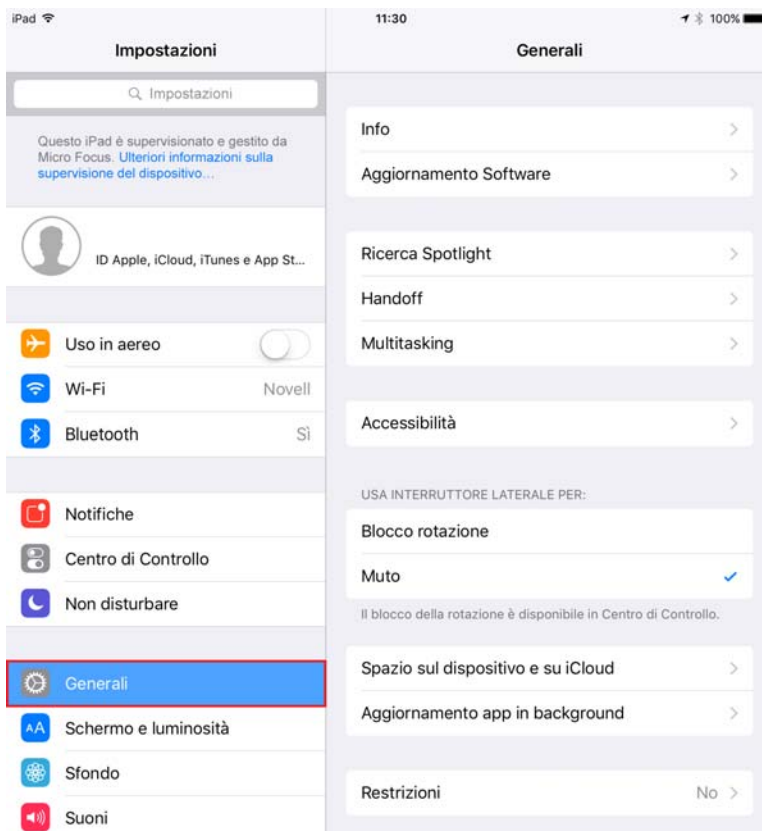 iPad
11:30
100%
Impostazioni
Impostazioni
Questo iPad è supervisionato e gestito da
Micro Focus. Ulteriori informazioni sulla
supervisione del dispositivo...
ID Apple, iCloud, iTunes e App St...
Uso in aereo
Wi-Fi Novell
Bluetooth Sì
Notifiche
Centro di Controllo
Non disturbare
Generali
AA Schermo e luminosità
Sfondo
Suoni
Generali
Info
Aggiornamento Software
Ricerca Spotlight
Handoff
Multitasking
Accessibilità
USA INTERRUTTORE LATERALE PER:
Blocco rotazione
Muto
Il blocco della rotazione è disponibile in Centro di Controllo.
Spazio sul dispositivo e su iCloud
Aggiornamento app in background
Restrizioni No